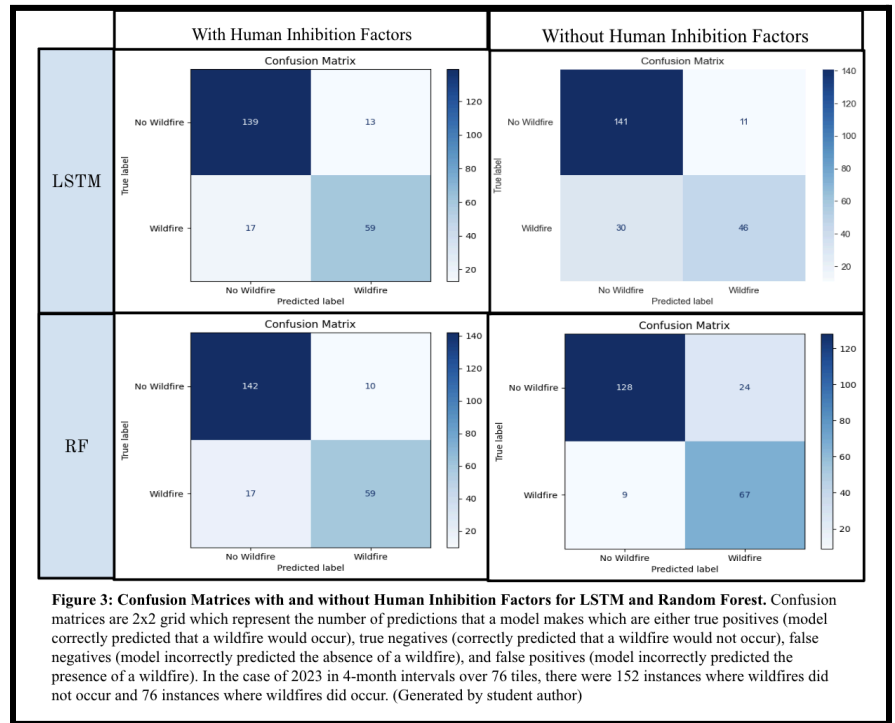 With Human Inhibition Factors
Without Human Inhibition Factors
LSTM
Confusion Matrix
No Wildfire
139
13
Wildfire
17
59
True label
No Wildfire
Wildfire
Predicted label
120
100
80
60
40
20
Confusion Matrix
No Wildfire
141
11
Wildfire
30
46
True label
No Wildfire
Wildfire
Predicted label
140
120
100
80
60
40
20
RF
Confusion Matrix
No Wildfire
142
10
Wildfire
17
59
True label
No Wildfire
Wildfire
Predicted label
140
120
100
80
60
40
20
Confusion Matrix
No Wildfire
128
24
Wildfire
9
67
True label
No Wildfire
Wildfire
Predicted label
120
100
80
60
40
20
Figure 3: Confusion Matrices with and without Human Inhibition Factors for LSTM and Random Forest. Confusion
matrices are 2x2 grid which represent the number of predictions that a model makes which are either true positives (model
correctly predicted that a wildfire would occur), true negatives (correctly predicted that a wildfire would not occur), false
negatives (model incorrectly predicted the absence of a wildfire), and false positives (model incorrectly predicted the
presence of a wildfire). In the case of 2023 in 4-month intervals over 76 tiles, there were 152 instances where wildfires did
not occur and 76 instances where wildfires did occur. (Generated by student author)